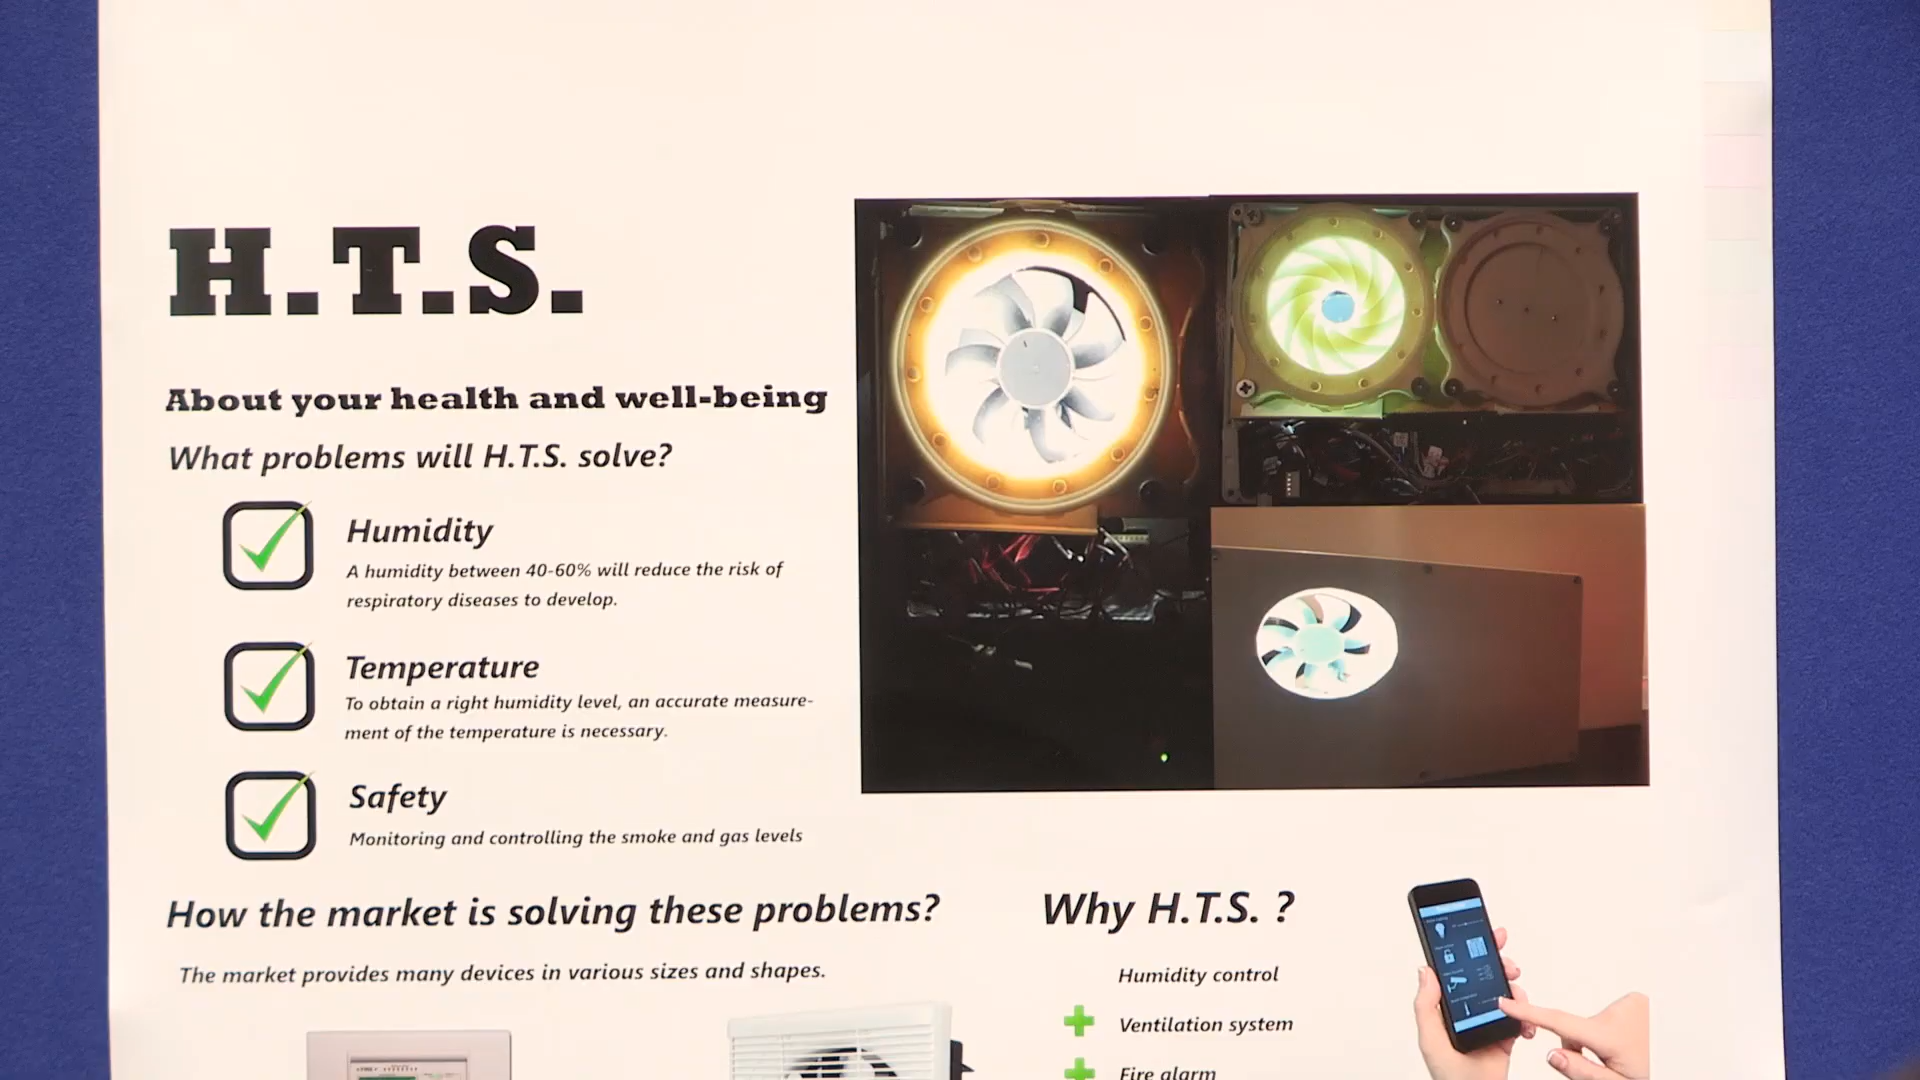 H.T.S.
About your health and well-being
What problems will H.T.S. solve?
Humidity
A humidity between 40-60% will reduce the risk of
respiratory diseases to develop.
Temperature
To obtain a right humidity level, an accurate measure-
ment of the temperature is necessary.
Safety
Monitoring and controlling the smoke and gas levels
How the market is solving these problems?
The market provides many devices in various sizes and shapes.
Why H.T.S. ?
Humidity control
Ventilation system
Fire alarm